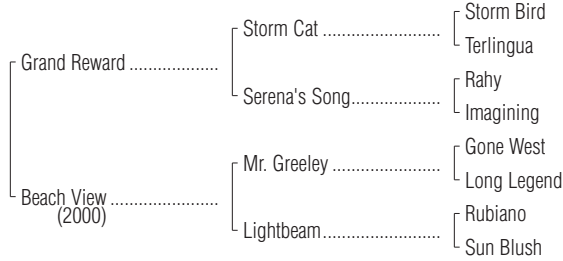 Storm Bird
Storm Cat ........................
Terlingua
Grand Reward ..................
Rahy
Serena's Song..................
Imagining
Gone West
Mr. Greeley ......................
Long Legend
Beach View ......................
(2000)
Rubiano
Lightbeam........................
Sun Blush